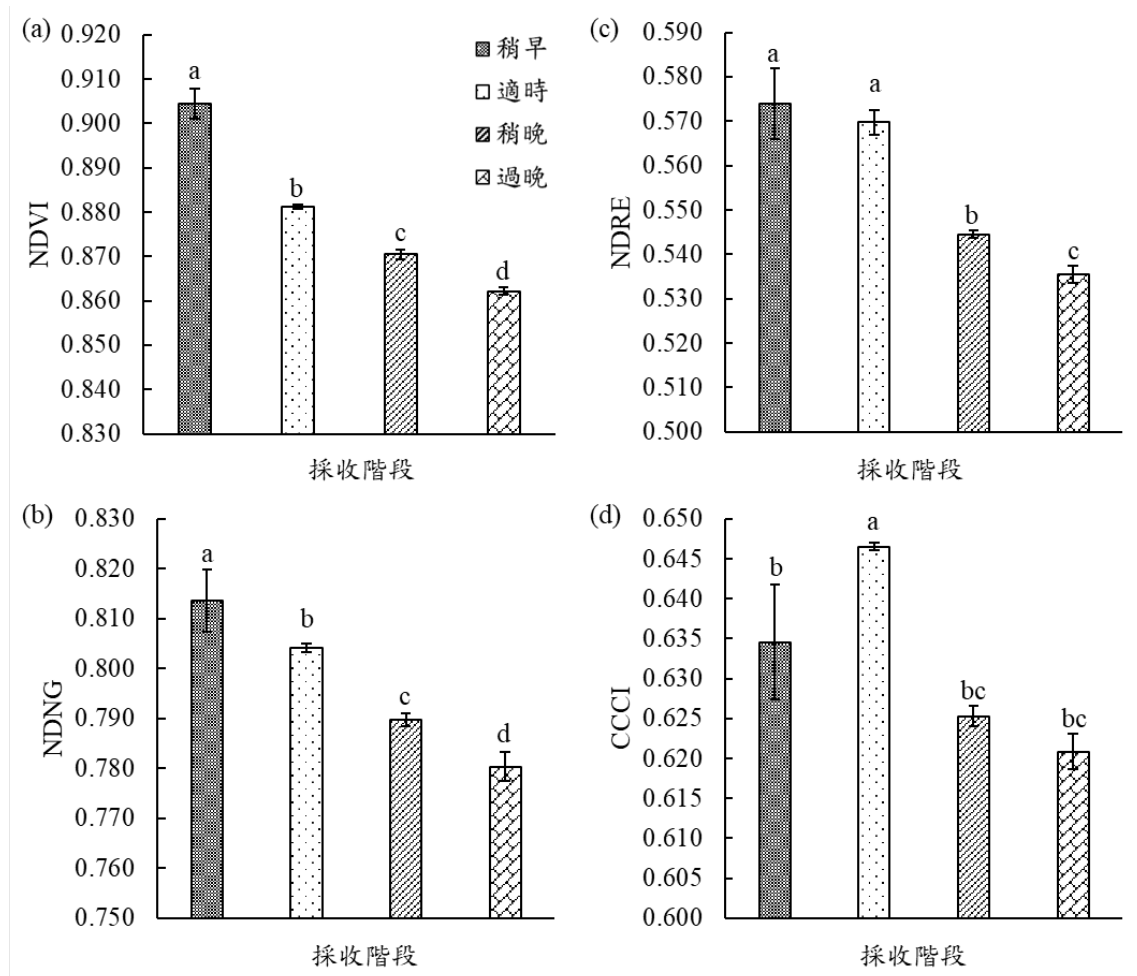 (a)
NDVI
0.920
0.910
0.900
0.890
0.880
0.870
0.860
0.850
0.840
0.830
a
b
c
d
稍早
適時
稍晚
過晚
採收階段
(c)
NDRE
0.590
0.580
0.570
0.560
0.550
0.540
0.530
0.520
0.510
0.500
a
a
b
c
採收階段
(b)
NDNG
0.830
0.820
0.810
0.800
0.790
0.780
0.770
0.760
0.750
a
b
c
d
採收階段
(d)
CCCI
0.650
0.645
0.640
0.635
0.630
0.625
0.620
0.615
0.610
0.605
0.600
b
a
bc
bc
採收階段